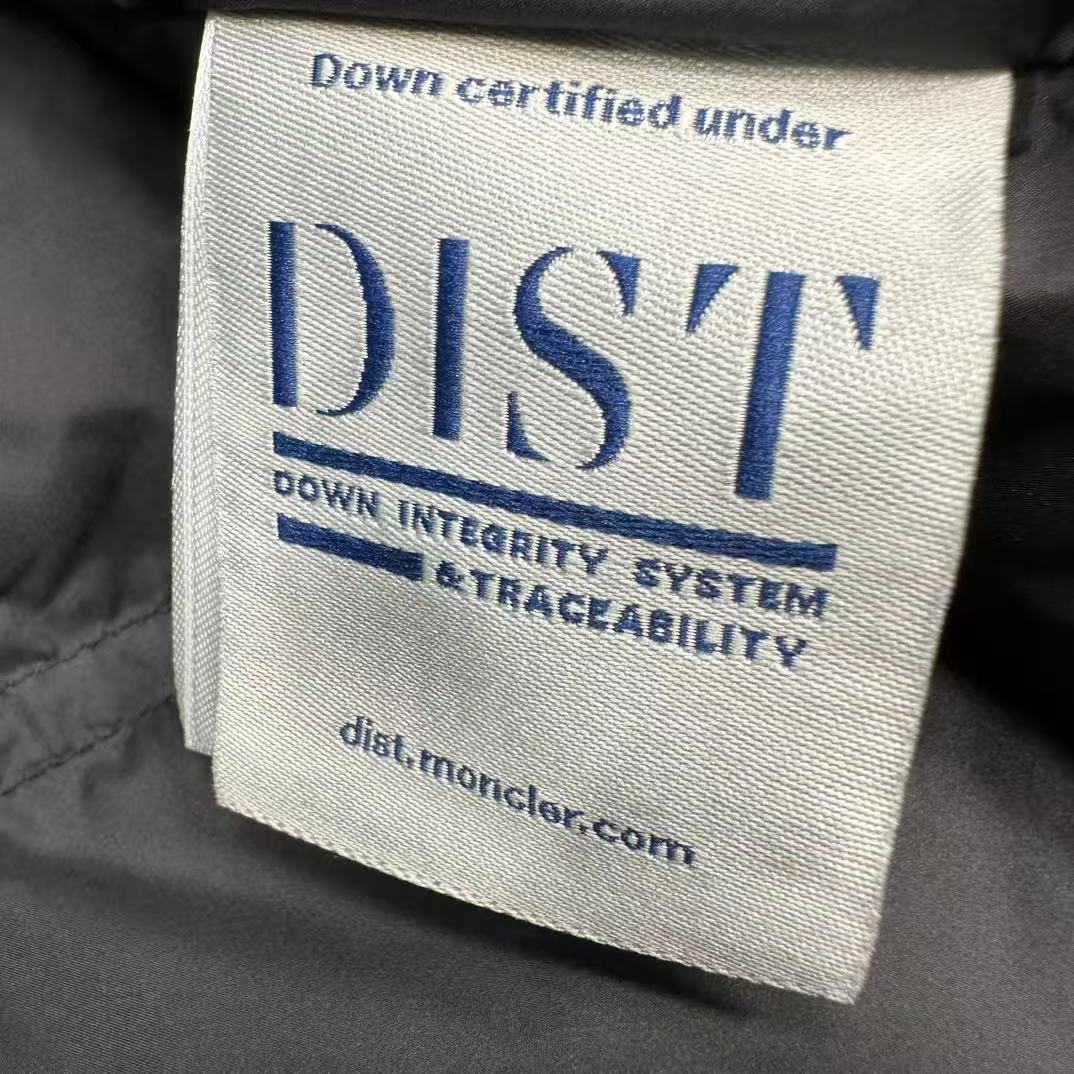 Down certified under
DIST
DOWN INTEGRITY SYSTEM
& TRACEABILITY
dist.moncler.com